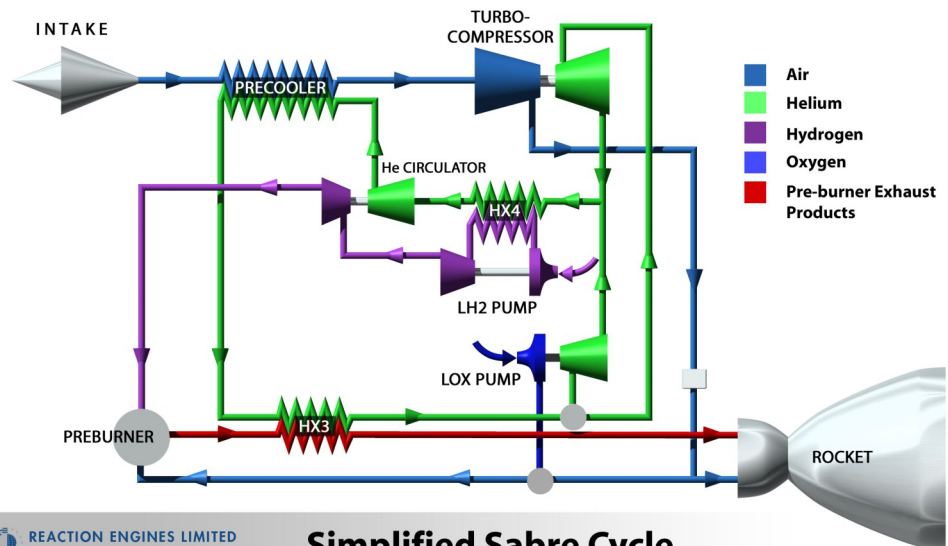 INTAKE
TURBO-
COMPRESSOR
PRECOOLER
Air
Helium
Hydrogen
Oxygen
Pre-burner Exhaust
Products
He CIRCULATOR
HX4
LH2 PUMP
LOX PUMP
HX3
PREBURNER
ROCKET
REACTION ENGINES LIMITED
Simplified Sabre Cycle